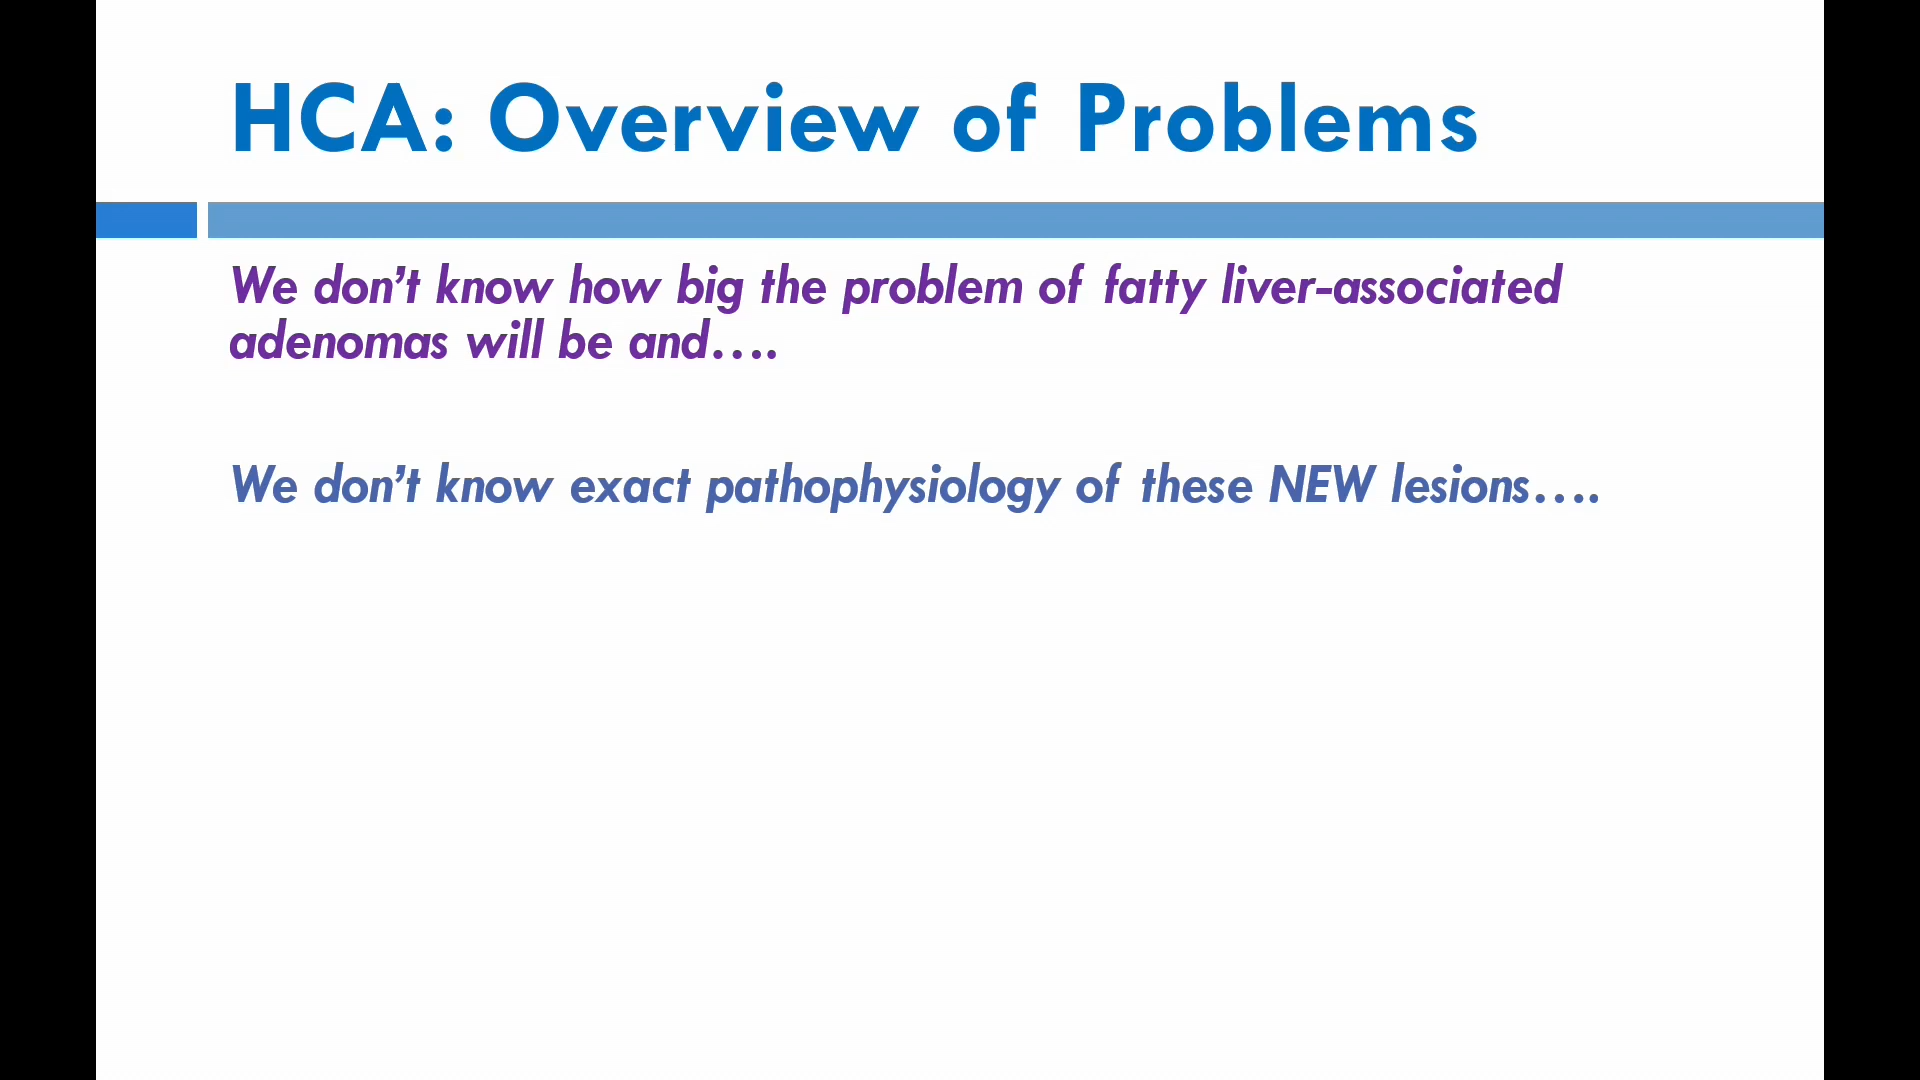 HCA: Overview of Problems
We don’t know how big the problem of fatty liver-associated
adenomas will be and….
We don’t know exact pathophysiology of these NEW lesions….